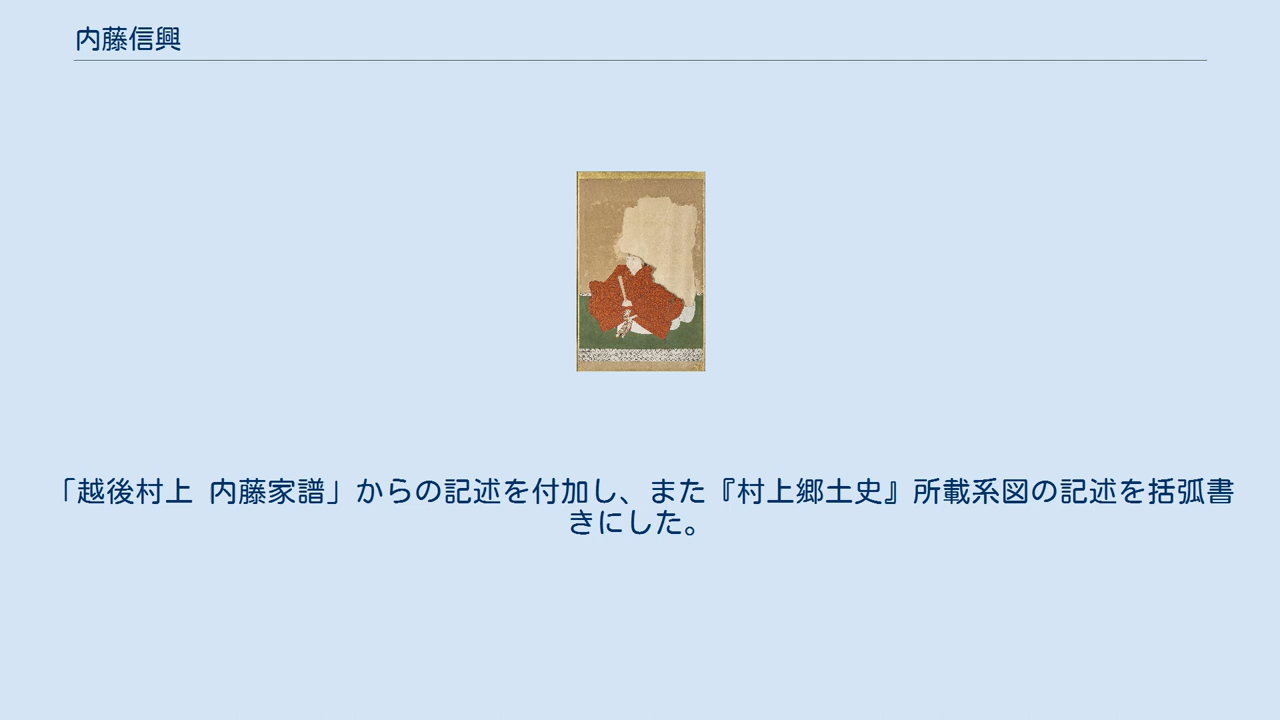 内藤信興
「越後村上 内藤家譜」からの記述を付加し、また『村上郷土史』所載系図の記述を括弧書
きにした。